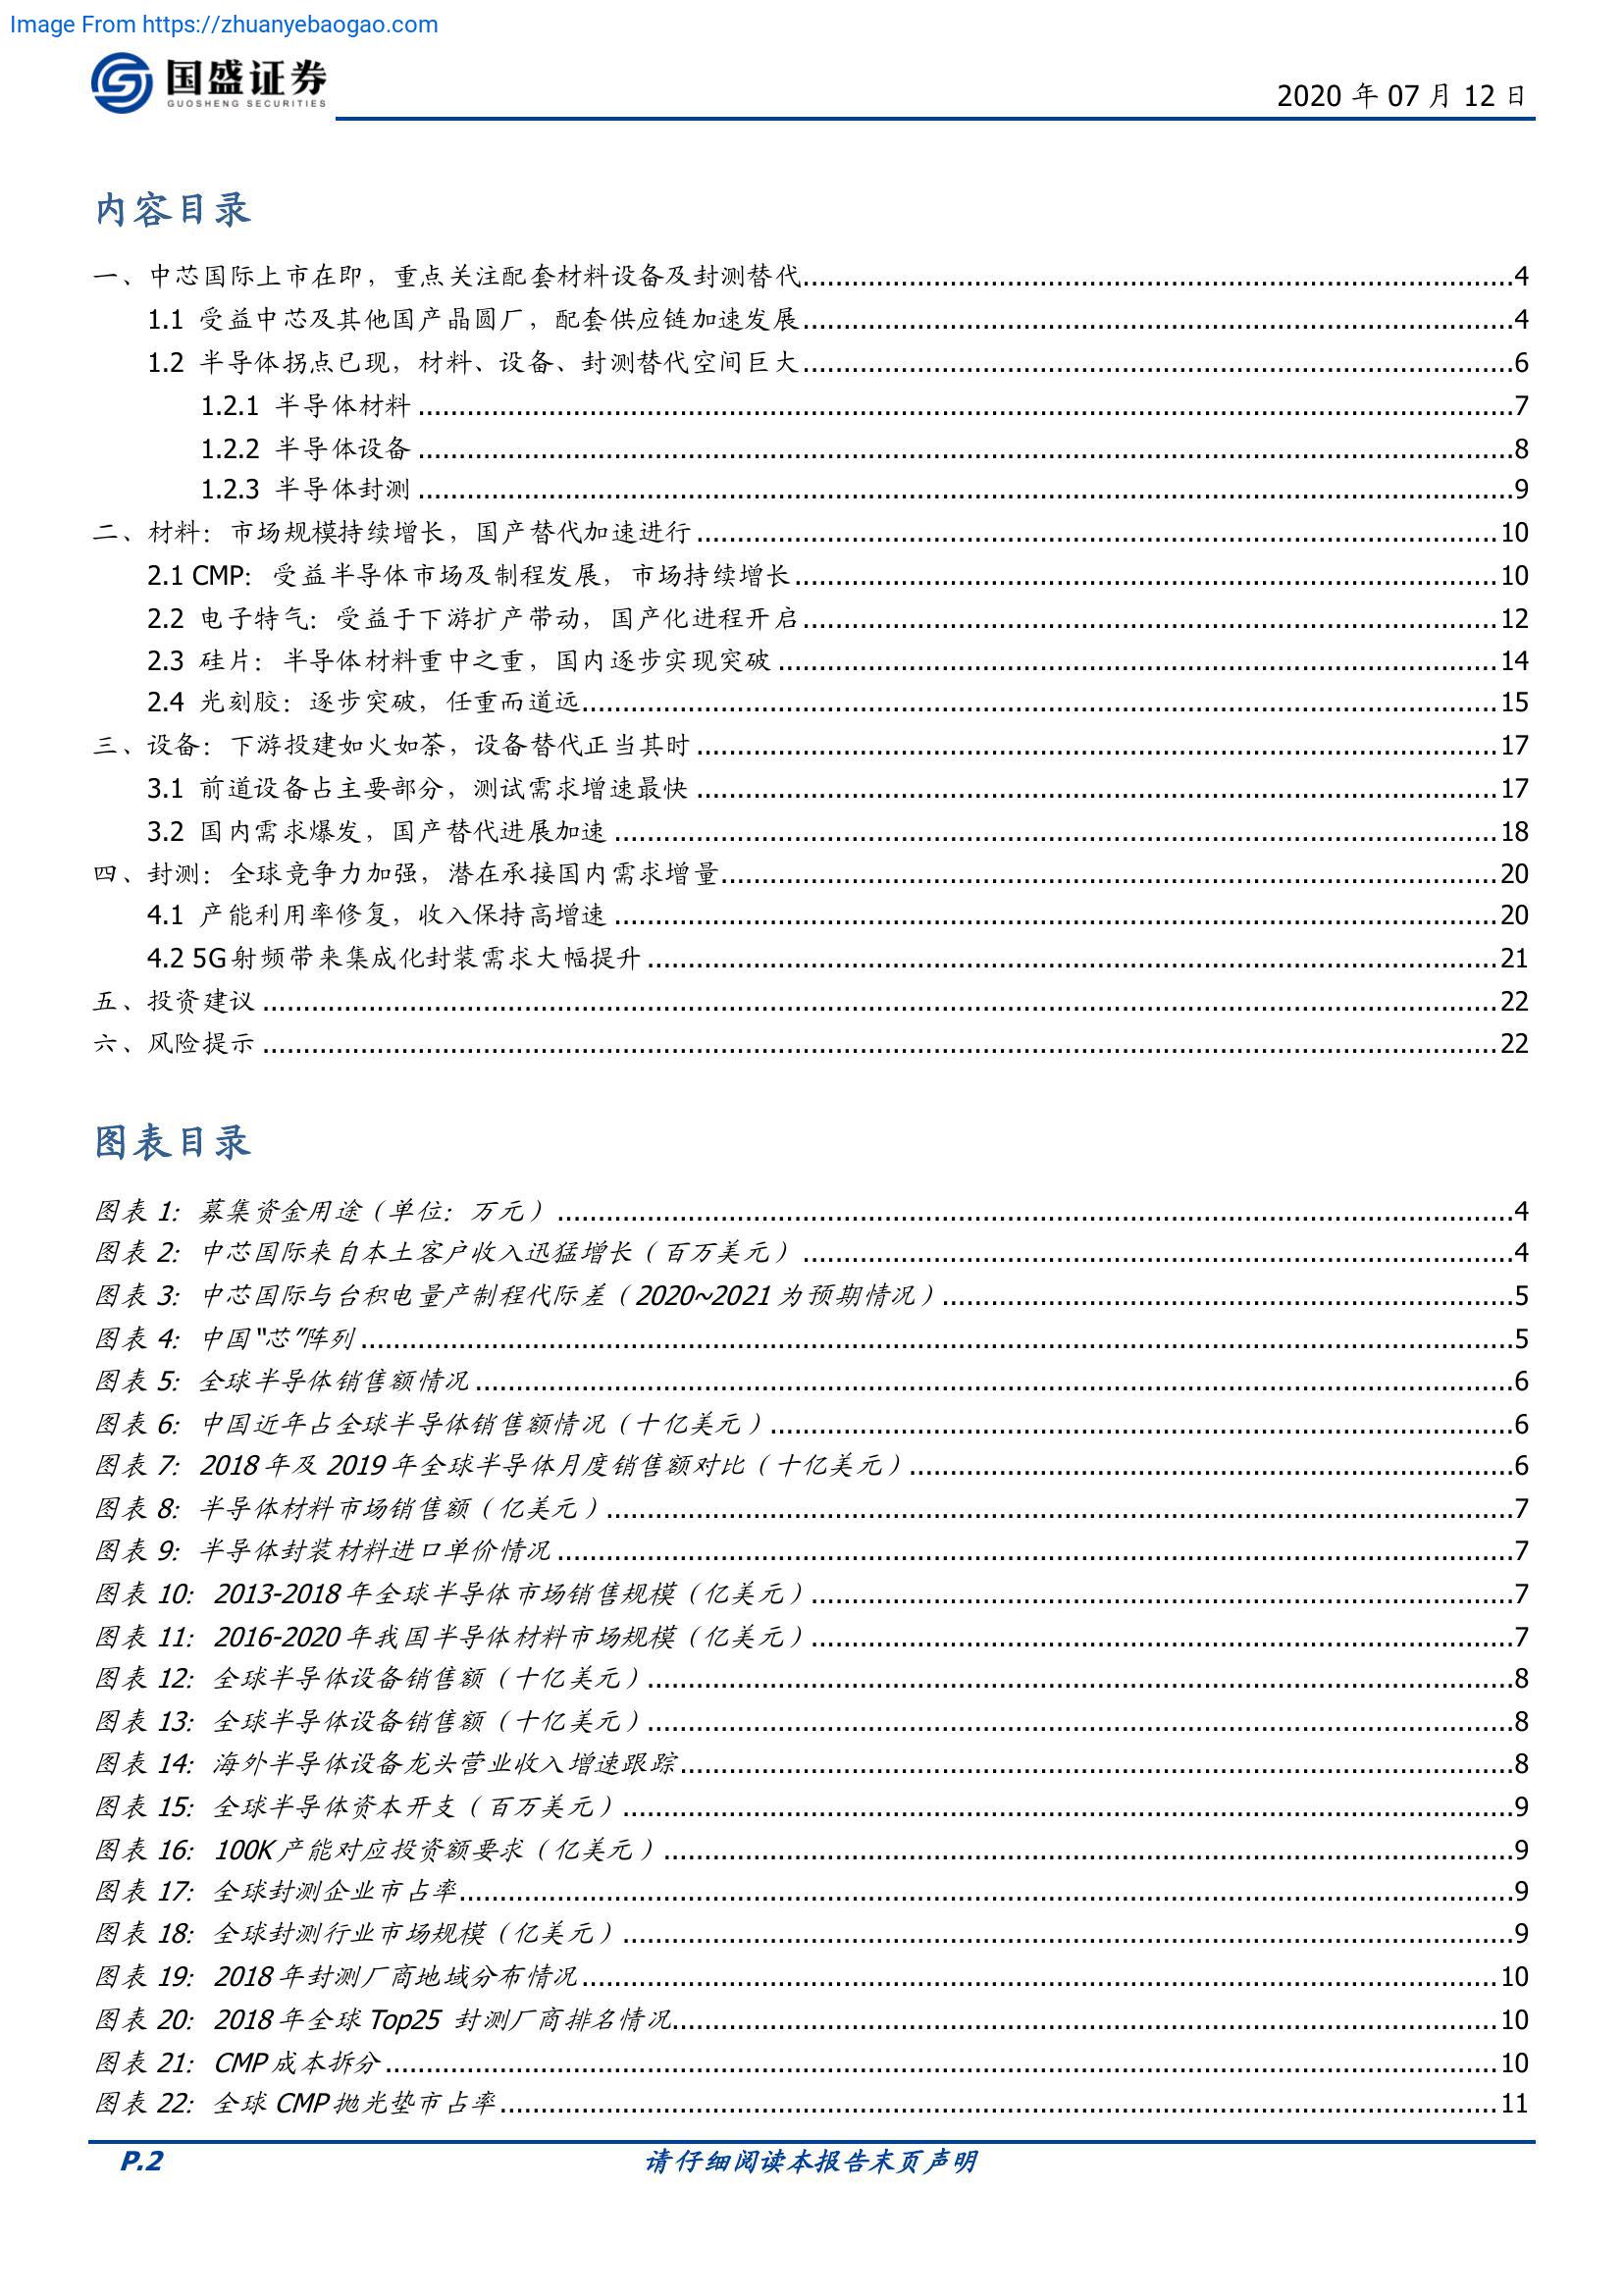 Image From https://zhuanyebaogao.com
国盛证券
GUOSHENG SECURITIES
2020 年 07 月 12 日
内容目录
一、中芯国际上市在即，重点关注配套材料设备及封测替代....................4
1.1 受益中芯及其他国产晶圆厂，配套供应链加速发展....................4
1.2 半导体拐点已现，材料、设备、封测替代空间巨大....................6
1.2.1 半导体材料....................7
1.2.2 半导体设备....................8
1.2.3 半导体封测....................9
二、材料：市场规模持续增长，国产替代加速进行....................10
2.1 CMP：受益半导体市场及制程发展，市场持续增长....................10
2.2 电子特气：受益于下游扩产带动，国产化进程开启....................12
2.3 硅片：半导体材料重中之重，国内逐步实现突破....................14
2.4 光刻胶：逐步突破，任重而道远....................15
三、设备：下游投建如火如荼，设备替代正当其时....................17
3.1 前道设备占主要部分，测试需求增速最快....................17
3.2 国内需求爆发，国产替代进展加速....................18
四、封测：全球竞争力加强，潜在承接国内需求增量....................20
4.1 产能利用率修复，收入保持高增速....................20
4.2 5G 射频带来集成化封装需求大幅提升....................21
五、投资建议....................22
六、风险提示....................22
图表目录
图表 1：募集资金用途（单位：万元）....................4
图表 2：中芯国际来自本土客户收入迅猛增长（百万美元）....................4
图表 3：中芯国际与台积电量产制程代际差（2020~2021 为预期情况）....................5
图表 4：中国"芯"阵列....................5
图表 5：全球半导体销售额情况....................6
图表 6：中国近年占全球半导体销售额情况（十亿美元）....................6
图表 7：2018 年及 2019 年全球半导体月度销售额对比（十亿美元）....................6
图表 8：半导体材料市场销售额（亿美元）....................7
图表 9：半导体封装材料进口单价情况....................7
图表 10：2013-2018 年全球半导体市场销售规模（亿美元）....................7
图表 11：2016-2020 年我国半导体材料市场规模（亿美元）....................7
图表 12：全球半导体设备销售额（十亿美元）....................8
图表 13：全球半导体设备销售额（十亿美元）....................8
图表 14：海外半导体设备龙头营业收入增速跟踪....................8
图表 15：全球半导体资本开支（百万美元）....................9
图表 16：100K 产能对应投资额要求（亿美元）....................9
图表 17：全球封测企业市占率....................9
图表 18：全球封测行业市场规模（亿美元）....................9
图表 19：2018 年封测厂商地域分布情况....................10
图表 20：2018 年全球 Top25 封测厂商排名情况....................10
图表 21：CMP 成本拆分....................10
图表 22：全球 CMP 抛光垫市占率....................11
P.2 请仔细阅读本报告末页声明